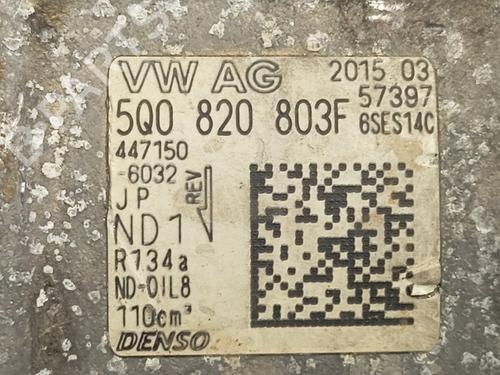 VW AG 2015 03
57397
5Q0 820 803F 6SES14C
447150
-6032
JP REV
ND1
R134a
ND-OIL8
110cm³
DENSO